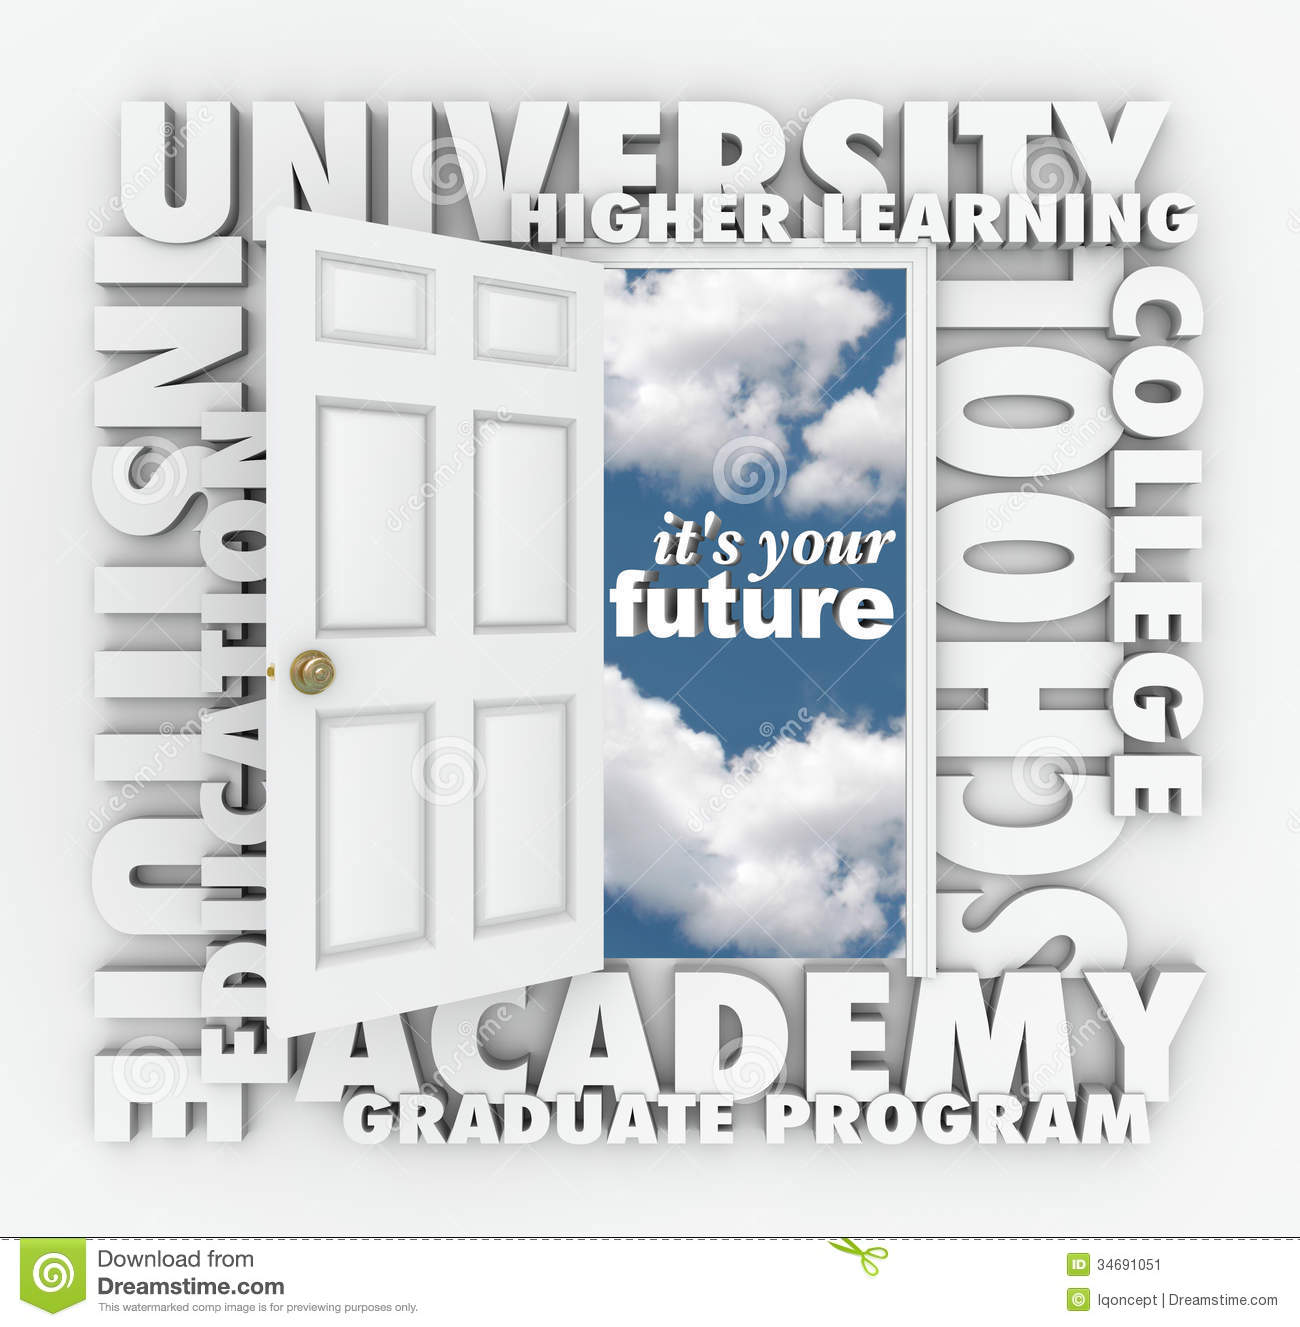 UNIVERSITY
HIGHER LEARNING
INSTITUTE
EDUCATION
it's your
future
SCHOOL
COLLEGE
ACADEMY
GRADUATE PROGRAM
Download from
Dreamstime.com
This watermarked comp image is for previewing purposes only.
ID 34691051
© Iqoncept | Dreamstime.com